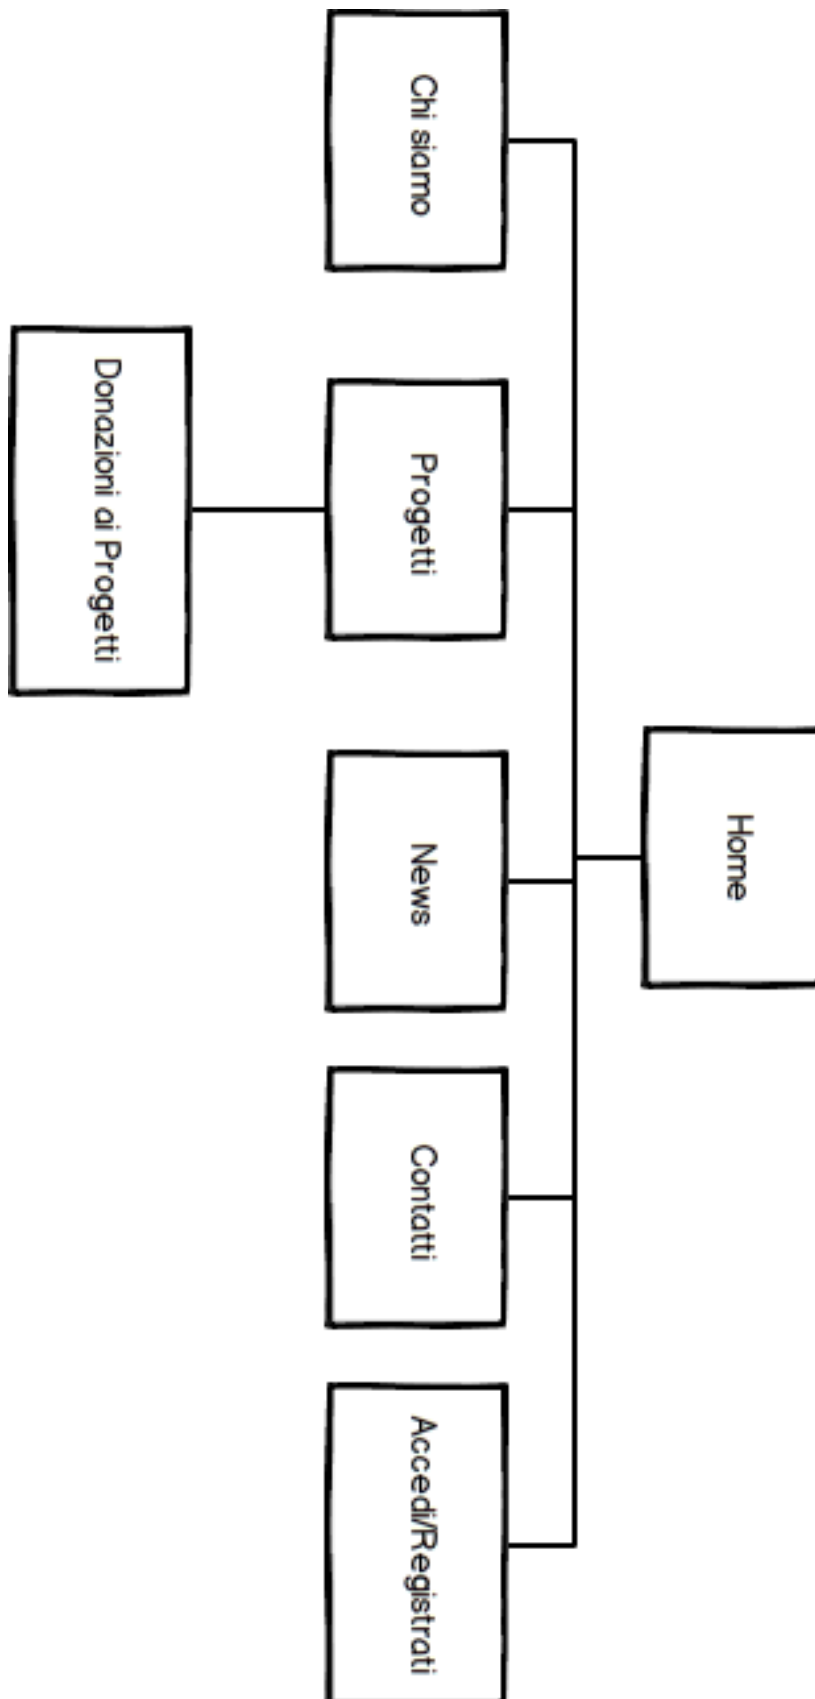 Home
Chi siamo
Progetti
News
Contatti
Accedi/Registrati
Donazioni ai Progetti